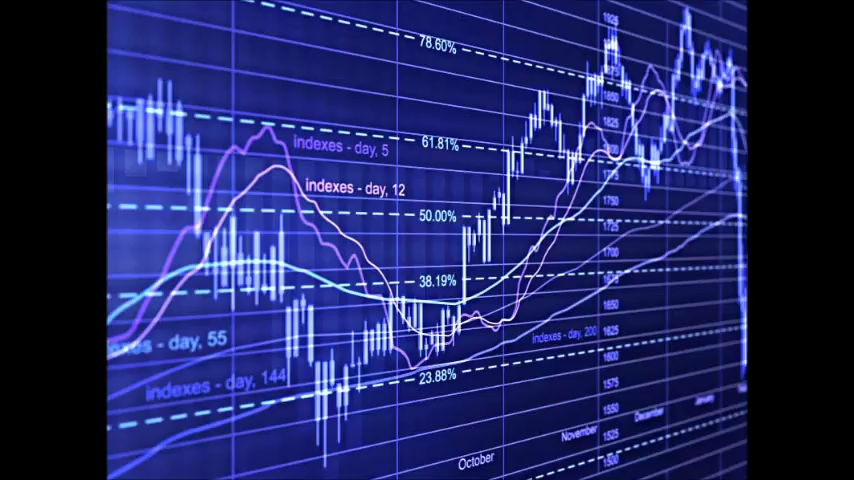 78.60%
indexes - day, 5
61.81%
indexes - day, 12
50.00%
38.19%
indexes - day, 200
indexes - day, 55
indexes - day, 144
23.88%
October
November
December
January
1925
1850
1825
1800
1775
1750
1725
1700
1675
1650
1625
1600
1575
1550
1525
1500